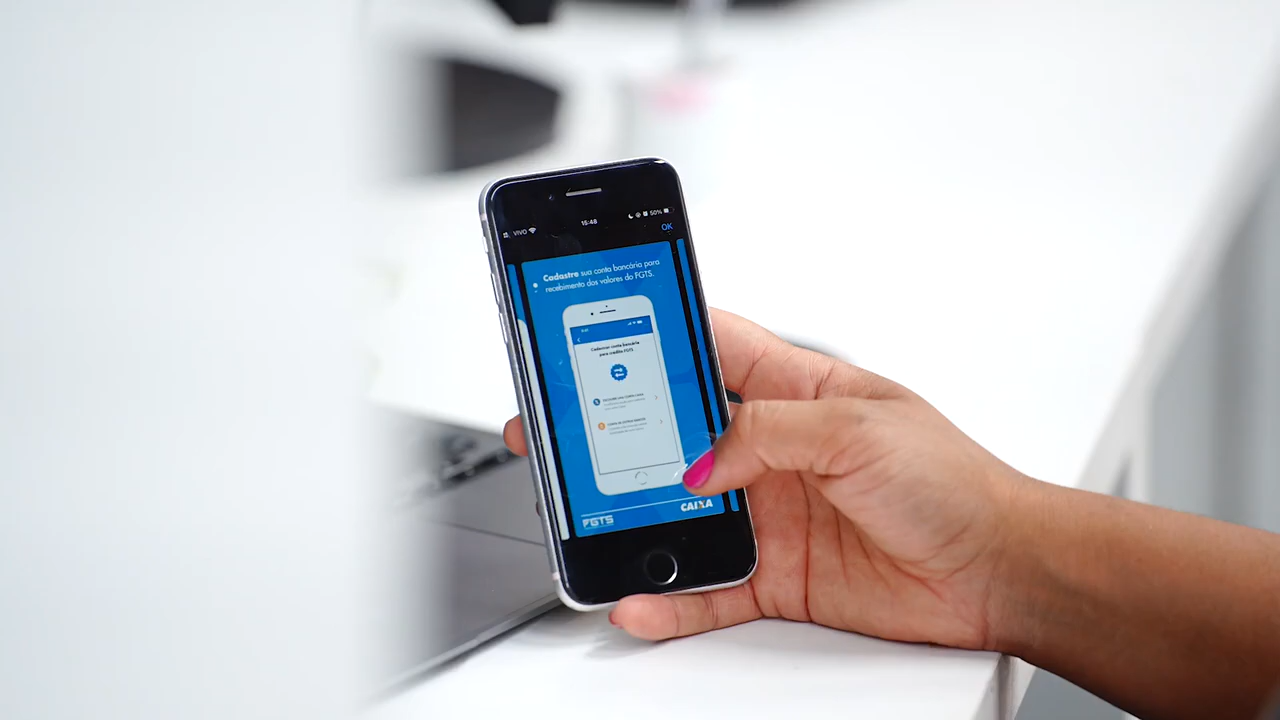 VIVO
15:48
50%
OK
Cadastre sua conta bancária para
recebimento dos valores do FGTS.
Cadastrar conta bancária
para crédito FGTS
FGTS
CAIXA